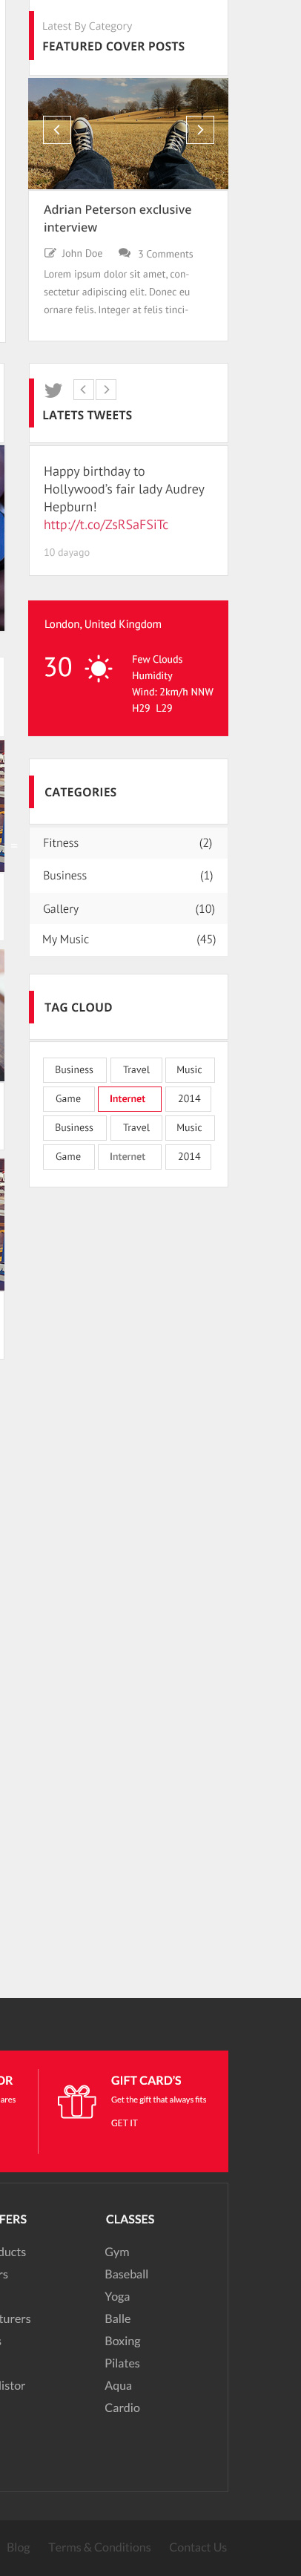 Latest By Category
FEATURED COVER POSTS
Adrian Peterson exclusive
interview
John Doe 3 Comments
Lorem ipsum dolor sit amet, con-
sectetur adipiscing elit. Donec eu
ornare felis. Integer at felis tinci-
LATETS TWEETS
Happy birthday to
Hollywood's fair lady Audrey
Hepburn!
http://t.co/ZsRSaFSiTc
10 dayago
London, United Kingdom
30
Few Clouds
Humidity
Wind: 2km/h NNW
H29 L29
CATEGORIES
Fitness (2)
Business (1)
Gallery (10)
My Music (45)
TAG CLOUD
Business Travel Music
Game Internet 2014
Business Travel Music
Game Internet 2014
OR
ares
GIFT CARD'S
Get the gift that always fits
GET IT
FERS
ducts
rs
turers
s
listor
CLASSES
Gym
Baseball
Yoga
Balle
Boxing
Pilates
Aqua
Cardio
Blog Terms & Conditions Contact Us